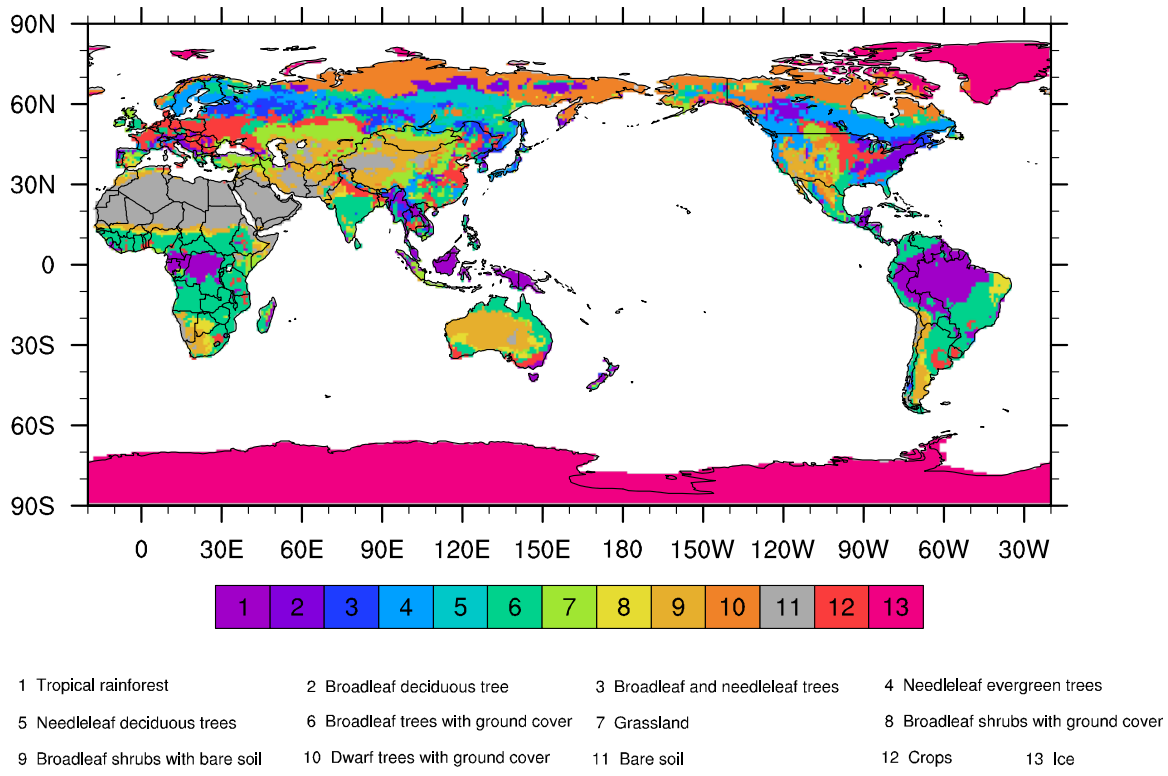 90N
60N
30N
0
30S
60S
90S
0 30E 60E 90E 120E 150E 180 150W 120W 90W 60W 30W
1 2 3 4 5 6 7 8 9 10 11 12 13
1 Tropical rainforest 2 Broadleaf deciduous tree 3 Broadleaf and needleleaf trees 4 Needleleaf evergreen trees
5 Needleleaf deciduous trees 6 Broadleaf trees with ground cover 7 Grassland 8 Broadleaf shrubs with ground cover
9 Broadleaf shrubs with bare soil 10 Dwarf trees with ground cover 11 Bare soil 12 Crops 13 Ice